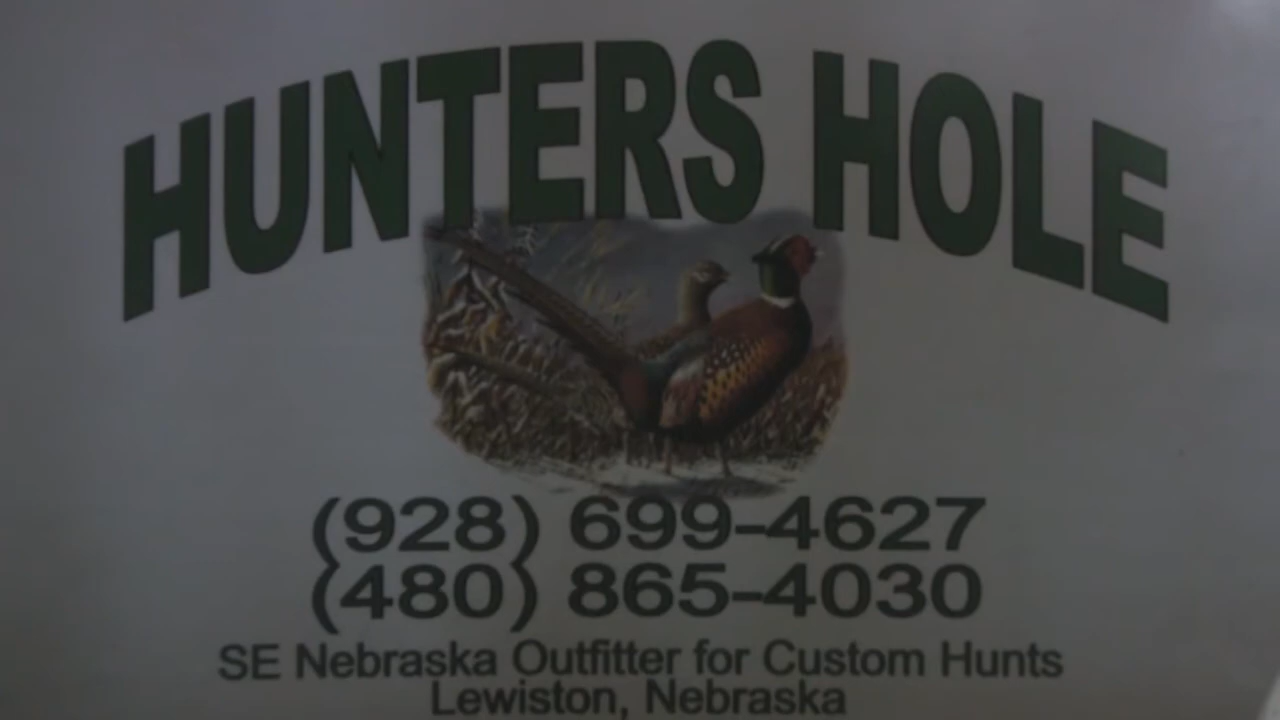 HUNTERS HOLE
(928) 699-4627
(480) 865-4030
SE Nebraska Outfitter for Custom Hunts
Lewiston, Nebraska